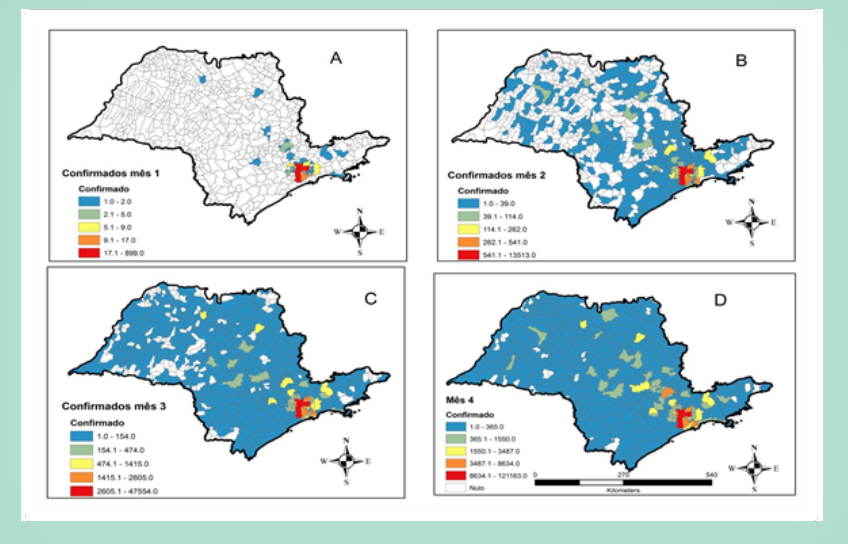 A
Confirmados mês 1
Confirmado
1.0 - 2.0
2.1 - 5.0
5.1 - 9.0
9.1 - 17.0
17.1 - 899.0
N
W E
S
B
Confirmados mês 2
Confirmado
1.0 - 39.0
39.1 - 114.0
114.1 - 262.0
262.1 - 541.0
541.1 - 13513.0
N
W E
S
C
Confirmados mês 3
Confirmado
1.0 - 154.0
154.1 - 474.0
474.1 - 1415.0
1415.1 - 2605.0
2605.1 - 47554.0
N
W E
S
D
Mês 4
Confirmado
1.0 - 365.0
365.1 - 1550.0
1550.1 - 3487.0
3487.1 - 8634.0
8634.1 - 121163.0
Nulo
0 270 540
Kilometers
N
W E
S